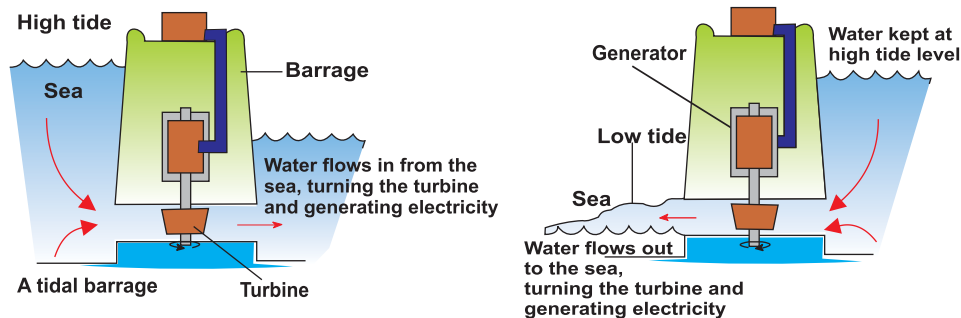 High tide
Sea
Barrage
Water flows in from the
sea, turning the turbine
and generating electricity
A tidal barrage
Turbine
Generator
Water kept at
high tide level
Low tide
Sea
Water flows out
to the sea,
turning the turbine and
generating electricity